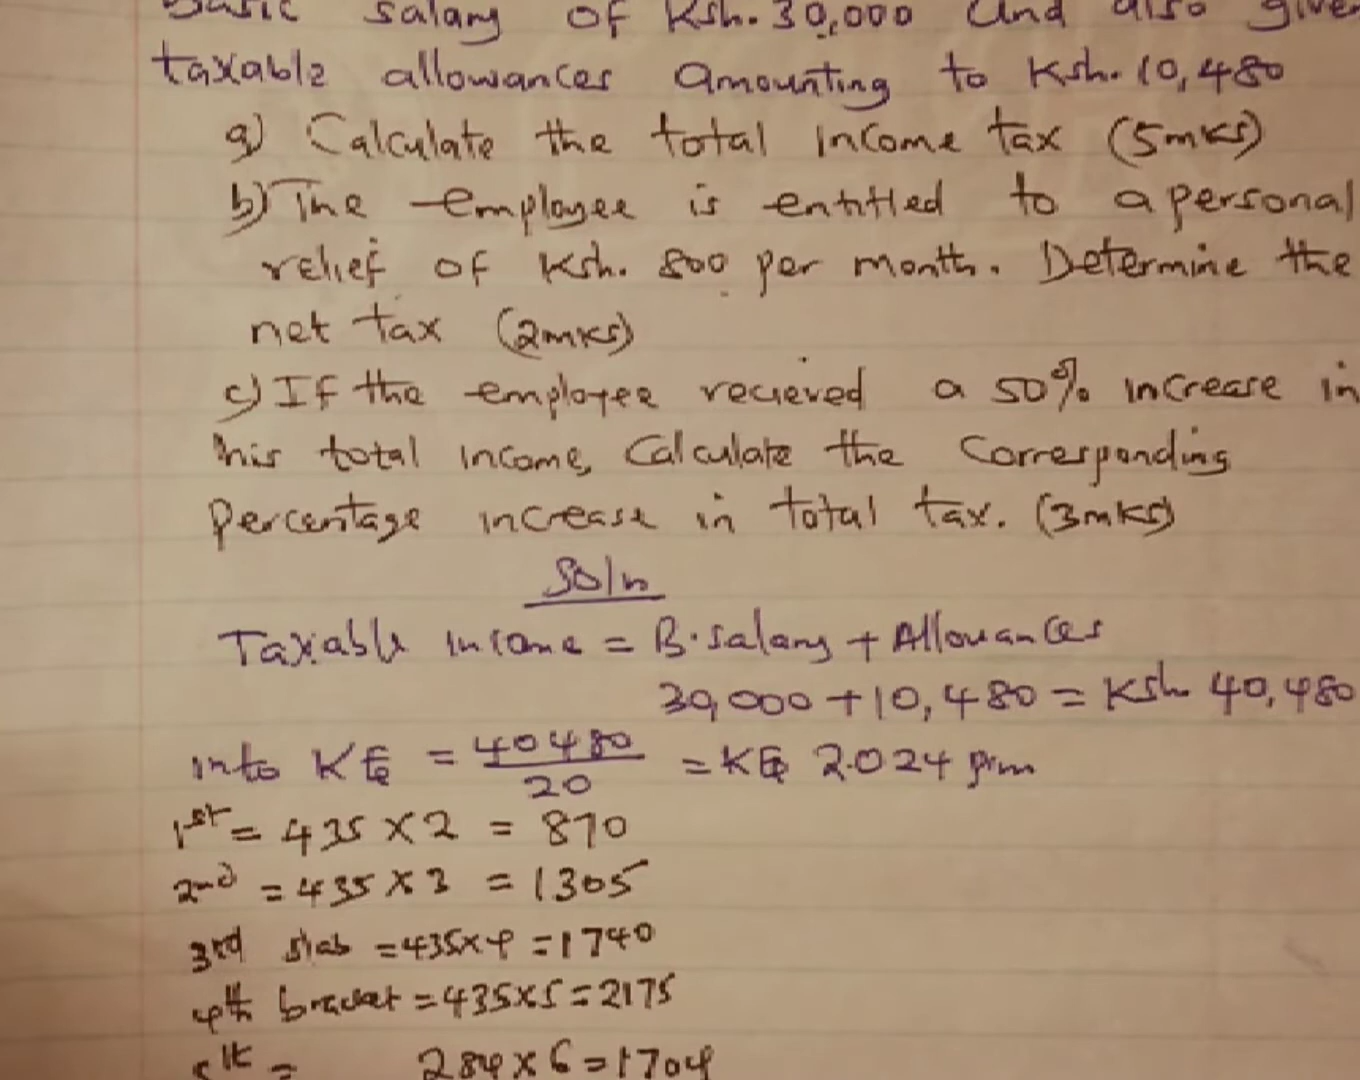 Basic salary of Ksh. 30,000 and also given
taxable allowances amounting to Ksh. 10,480
a) Calculate the total income tax (5mks)
b) The employee is entitled to a personal
relief of Ksh. 800 per month. Determine the
net tax (2mks)
c) If the employee recieved a 50% increase in
his total income, Calculate the Corresponding
percentage increase in total tax. (3mks)
Soln
Taxable income = B. salary + Allowances
30,000 + 10,480 = Ksh 40,480
into K£ = 40480/20 = K£ 2024 p.m
1st = 435 x 2 = 870
2nd = 435 x 3 = 1305
3rd slab = 435 x 4 = 1740
4th bracket = 435 x 5 = 2175
5th = 284 x 6 = 1704